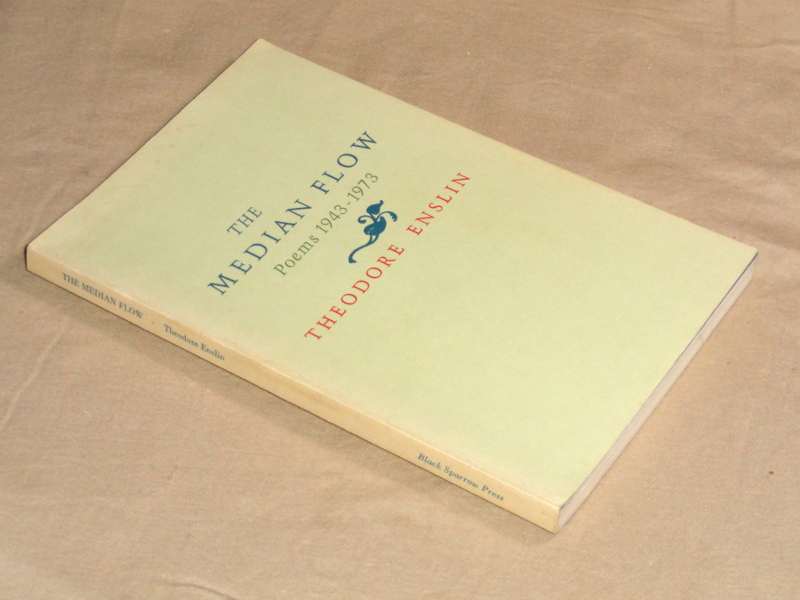 THE
MEDIAN FLOW
Poems 1943-1973
THEODORE ENSLIN
THE MEDIAN FLOW · Theodore Enslin
Black Sparrow Press